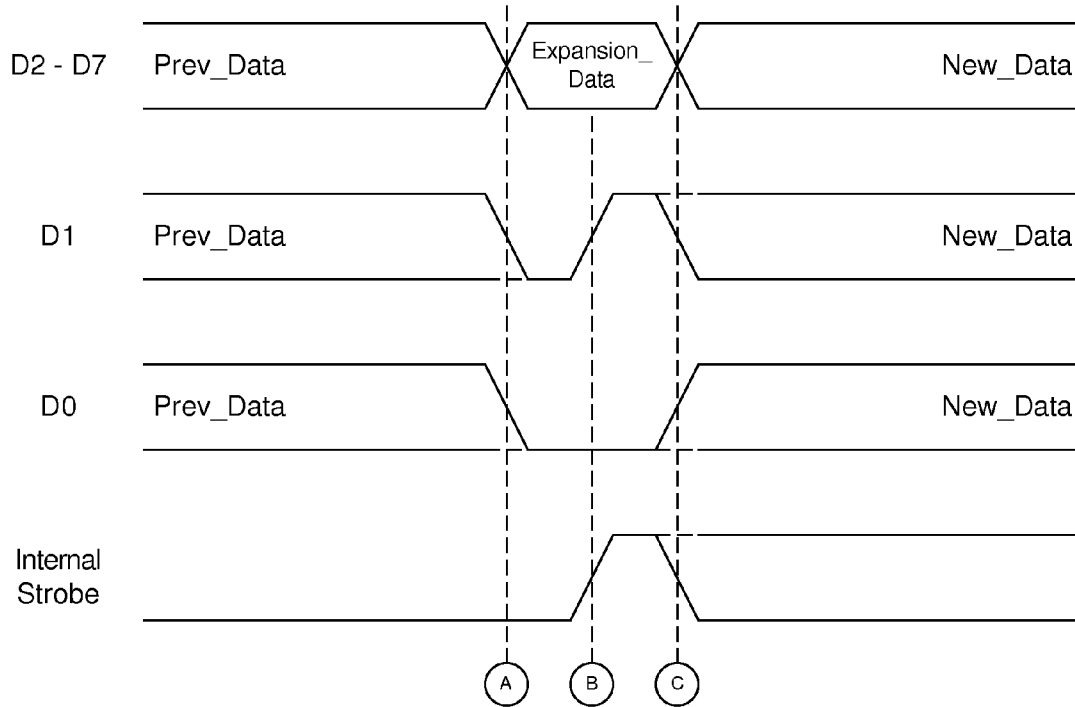 D2 - D7
Prev_Data
Expansion_
Data
New_Data
D1
Prev_Data
New_Data
D0
Prev_Data
New_Data
Internal
Strobe
A
B
C